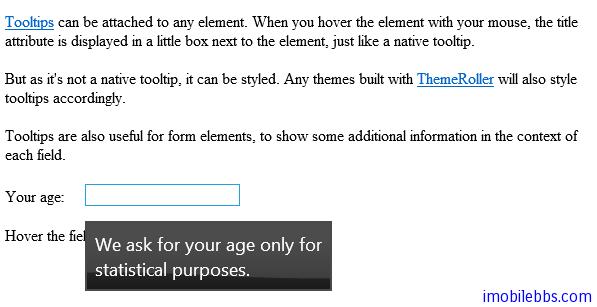 Tooltips can be attached to any element. When you hover the element with your mouse, the title
attribute is displayed in a little box next to the element, just like a native tooltip.
But as it's not a native tooltip, it can be styled. Any themes built with ThemeRoller will also style
tooltips accordingly.
Tooltips are also useful for form elements, to show some additional information in the context of
each field.
Your age:
Hover the fie
We ask for your age only for
statistical purposes.
imobilebbs.com